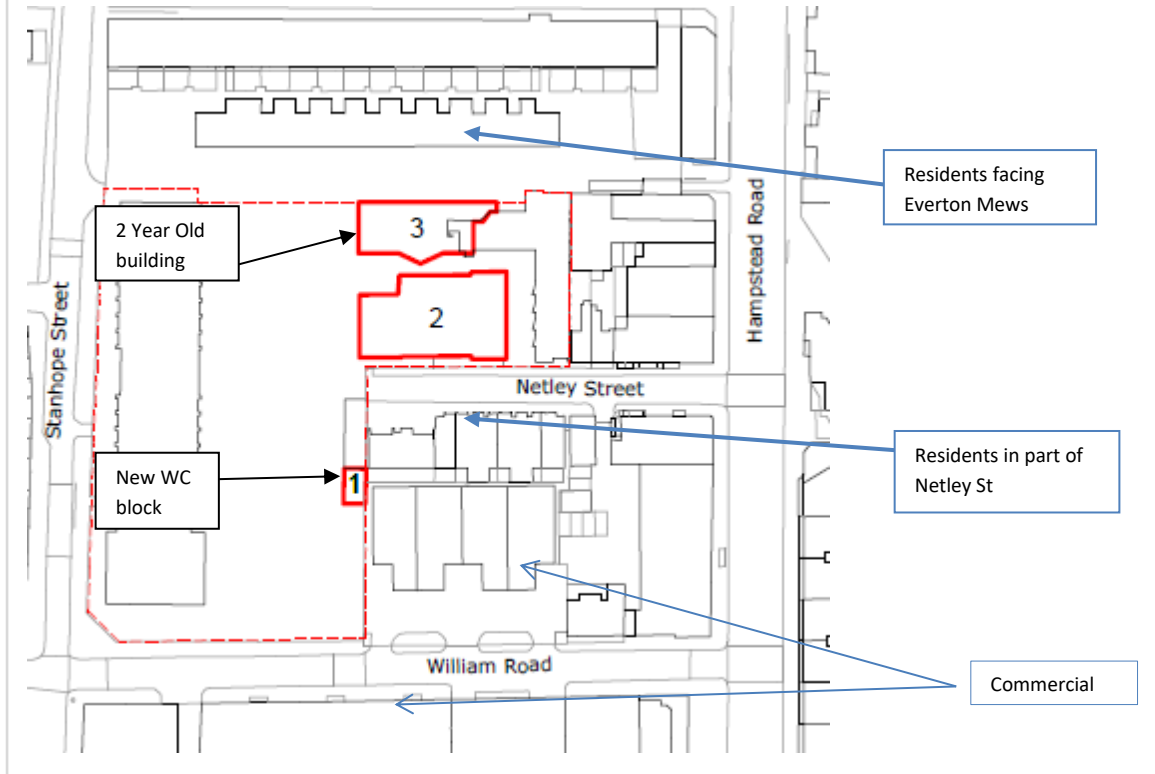 Residents facing
Everton Mews
Hampstead Road
2 Year Old
building
3
2
Stanhope Street
Netley Street
Residents in part of
Netley St
New WC
block
1
William Road
Commercial